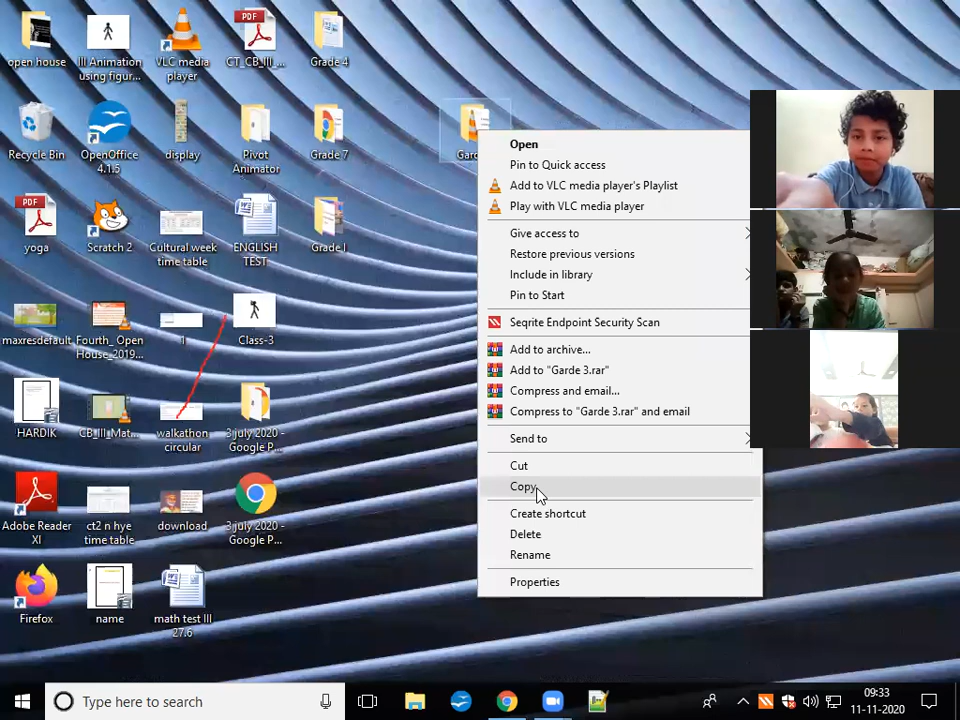 open house
III Animation
using figur...
VLC media
player
PDF
CT_CB_III_...
Grade 4
Recycle Bin
OpenOffice
4.1.5
display
Pivot
Animator
Grade 7
PDF
yoga
Scratch 2
Cultural week
time table
ENGLISH
TEST
Grade I
maxresdefault
Fourth_ Open
House_2019...
1
Class-3
HARDIK
CB_III_Mat...
walkathon
circular
3 july 2020 -
Google P...
Adobe Reader
XI
ct2 n hye
time table
download
3 july 2020 -
Google P...
Firefox
name
math test III
27.6
Open
Pin to Quick access
Add to VLC media player's Playlist
Play with VLC media player
Give access to
Restore previous versions
Include in library
Pin to Start
Seqrite Endpoint Security Scan
Add to archive...
Add to "Garde 3.rar"
Compress and email...
Compress to "Garde 3.rar" and email
Send to
Cut
Copy
Create shortcut
Delete
Rename
Properties
Type here to search
09:33
11-11-2020